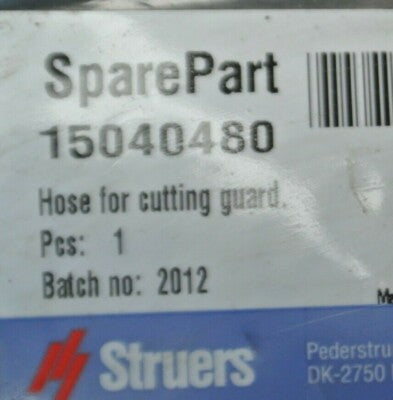 SparePart
15040480
Hose for cutting guard.
Pcs: 1
Batch no: 2012
Struers
DK-2750